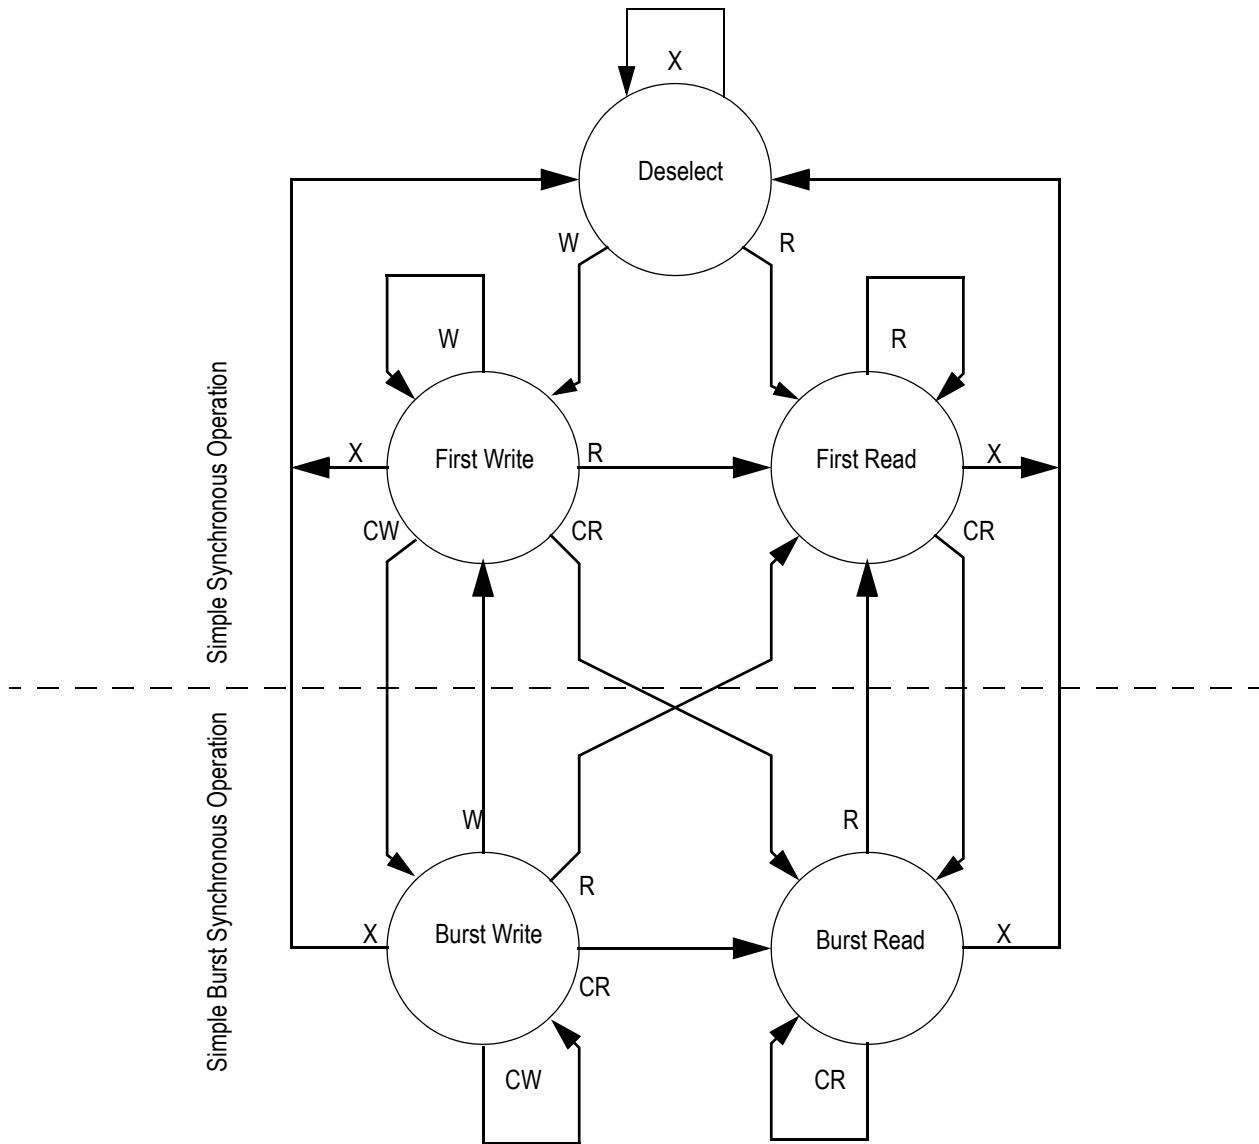 X
Deselect
W
R
W
R
Simple Synchronous Operation
X
First Write
R
First Read
X
CW
CR
CR
Simple Burst Synchronous Operation
W
R
R
X
Burst Write
Burst Read
X
CR
CW
CR